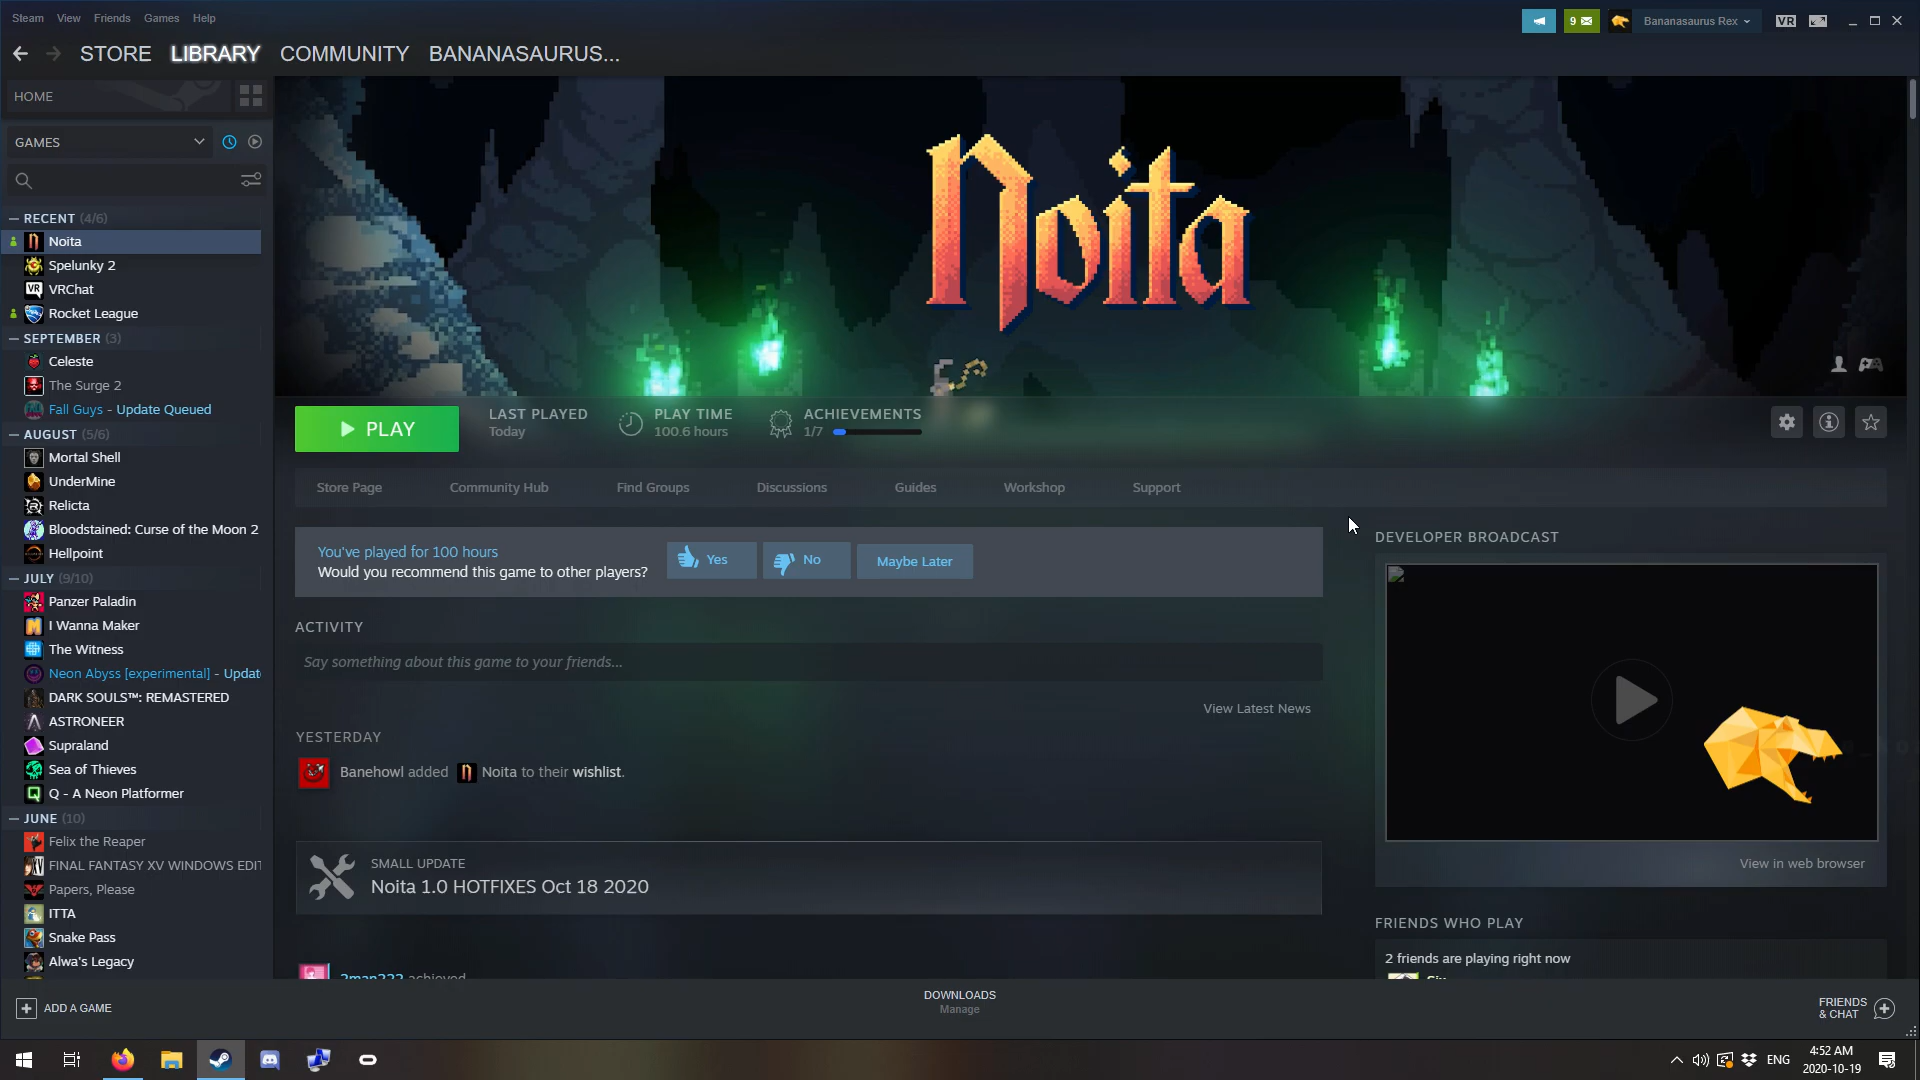 Steam View Friends Games Help
9 Bananasaurus Rex VR
STORE LIBRARY COMMUNITY BANANASAURUS...
HOME
GAMES
— RECENT (4/6)
Noita
Spelunky 2
VRChat
Rocket League
— SEPTEMBER (3)
Celeste
The Surge 2
Fall Guys - Update Queued
— AUGUST (5/6)
Mortal Shell
UnderMine
Relicta
Bloodstained: Curse of the Moon 2
Hellpoint
— JULY (9/10)
Panzer Paladin
I Wanna Maker
The Witness
Neon Abyss [experimental] - Updat
DARK SOULS™: REMASTERED
ASTRONEER
Supraland
Sea of Thieves
Q - A Neon Platformer
— JUNE (10)
Felix the Reaper
FINAL FANTASY XV WINDOWS EDIT
Papers, Please
ITTA
Snake Pass
Alwa's Legacy
ADD A GAME
Noita
PLAY
LAST PLAYED
Today
PLAY TIME
100.6 hours
ACHIEVEMENTS
1/7
Store Page Community Hub Find Groups Discussions Guides Workshop Support
You've played for 100 hours
Would you recommend this game to other players?
Yes No Maybe Later
ACTIVITY
Say something about this game to your friends...
View Latest News
YESTERDAY
Banehowl added Noita to their wishlist.
SMALL UPDATE
Noita 1.0 HOTFIXES Oct 18 2020
achieved
DEVELOPER BROADCAST
View in web browser
FRIENDS WHO PLAY
2 friends are playing right now
DOWNLOADS
Manage
FRIENDS
& CHAT
ENG
4:52 AM
2020-10-19